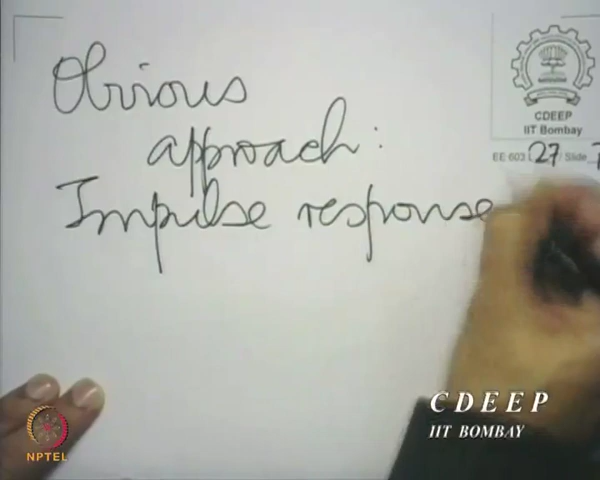 Obvious
approach:
Impulse response
CDEEP
IIT Bombay
EE 603 L 27 / Slide
CDEEP
IIT BOMBAY
NPTEL